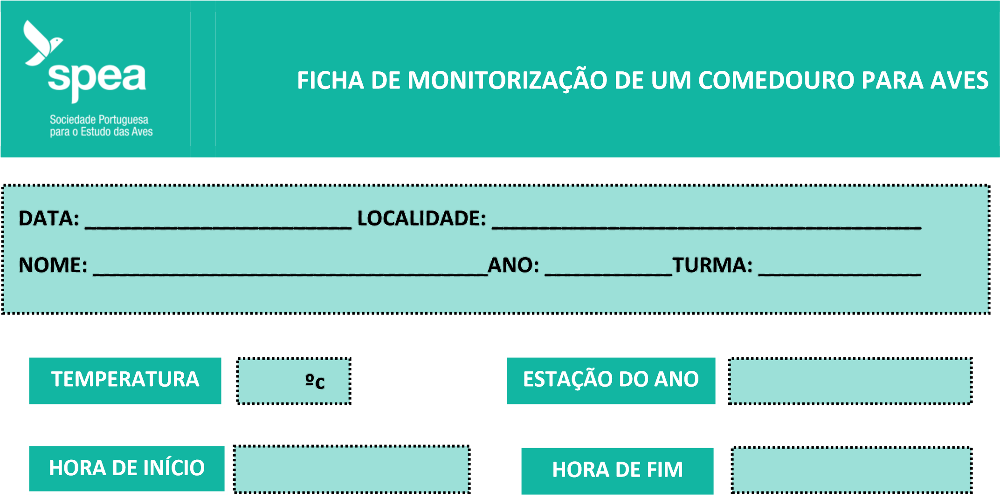 spea
Sociedade Portuguesa
para o Estudo das Aves
FICHA DE MONITORIZAÇÃO DE UM COMEDOURO PARA AVES
DATA: _______________________ LOCALIDADE: _____________________________________
NOME: __________________________________ANO: ___________TURMA: ______________
TEMPERATURA ºc ESTAÇÃO DO ANO
HORA DE INÍCIO HORA DE FIM